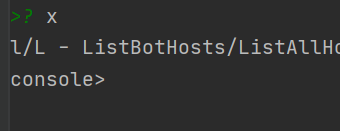 >? x
l/L - ListBotHosts/ListAllHo
console>